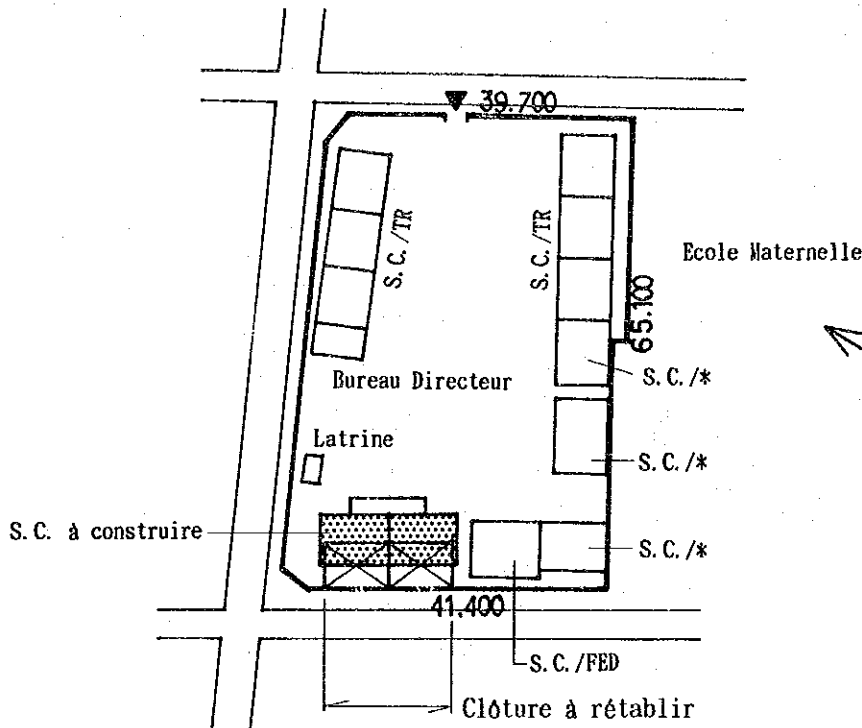 39.700
S.C./TR
S.C./TR
Ecole Maternelle
65.100
S.C./*
Bureau Directeur
Latrine
S.C./*
S.C. à construire
S.C./*
41.400
S.C./FED
Clôture à rétablir